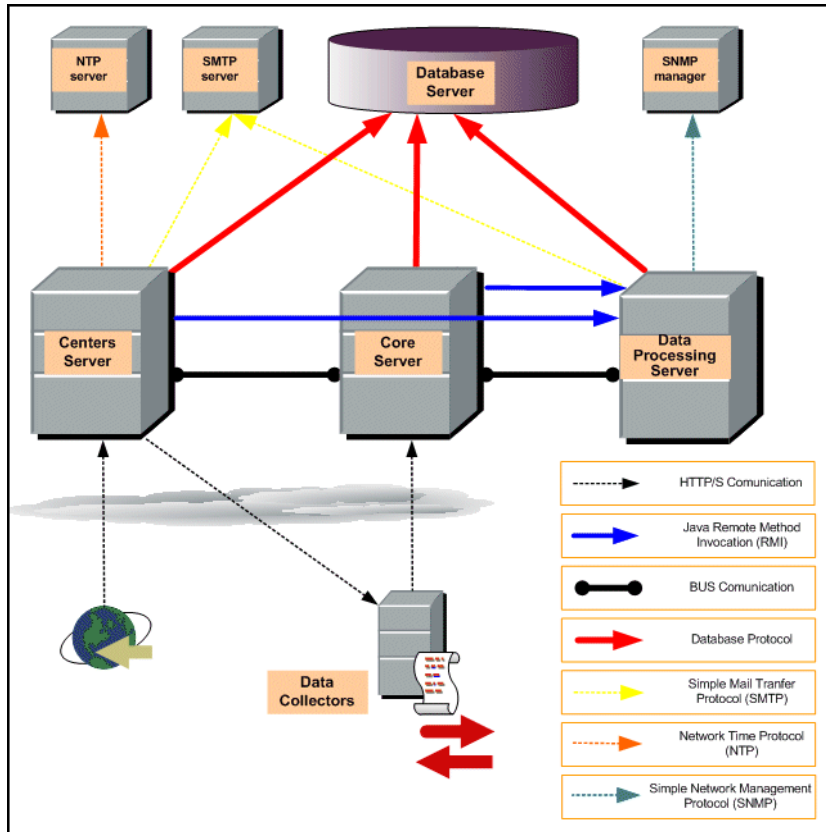 NTP
server
SMTP
server
Database
Server
SNMP
manager
Centers
Server
Core
Server
Data
Processing
Server
HTTP/S Comunication
Java Remote Method
Invocation (RMI)
BUS Comunication
Database Protocol
Data
Collectors
Simple Mail Tranfer
Protocol (SMTP)
Network Time Protocol
(NTP)
Simple Network Management
Protocol (SNMP)